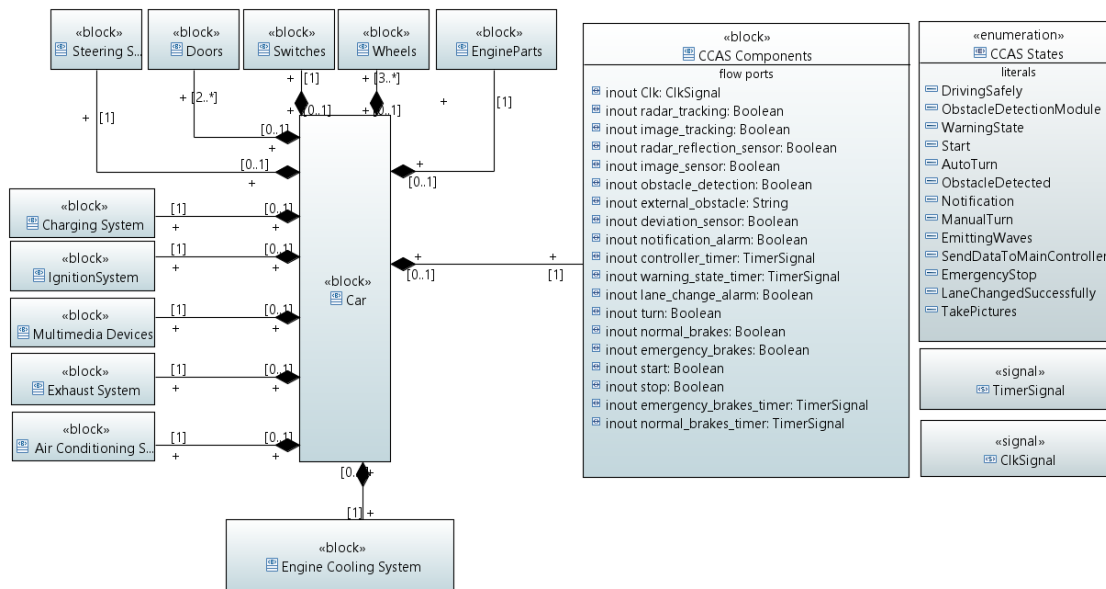 «block»
Steering S...
«block»
Doors
«block»
Switches
«block»
Wheels
«block»
EngineParts
+ [1]
+ [2..*]
+ [1]
+ [3..*]
+ [1]
+ [0..1]
+ [0..1]
[0..1]
+
[0..1]
+
+
[0..1]
«block»
Charging System
[1]
+
[0..1]
+
«block»
IgnitionSystem
[1]
+
[0..1]
+
«block»
Multimedia Devices
[1]
+
[0..1]
+
«block»
Exhaust System
[1]
+
[0..1]
+
«block»
Air Conditioning S...
[1]
+
[0..1]
+
«block»
Car
+
[0..1]
+
[1]
[0..1]+
[1] +
«block»
Engine Cooling System
«block»
CCAS Components
flow ports
inout Clk: ClkSignal
inout radar_tracking: Boolean
inout image_tracking: Boolean
inout radar_reflection_sensor: Boolean
inout image_sensor: Boolean
inout obstacle_detection: Boolean
inout external_obstacle: String
inout deviation_sensor: Boolean
inout notification_alarm: Boolean
inout controller_timer: TimerSignal
inout warning_state_timer: TimerSignal
inout lane_change_alarm: Boolean
inout turn: Boolean
inout normal_brakes: Boolean
inout emergency_brakes: Boolean
inout start: Boolean
inout stop: Boolean
inout emergency_brakes_timer: TimerSignal
inout normal_brakes_timer: TimerSignal
«enumeration»
CCAS States
literals
DrivingSafely
ObstacleDetectionModule
WarningState
Start
AutoTurn
ObstacleDetected
Notification
ManualTurn
EmittingWaves
SendDataToMainController
EmergencyStop
LaneChangedSuccessfully
TakePictures
«signal»
TimerSignal
«signal»
ClkSignal